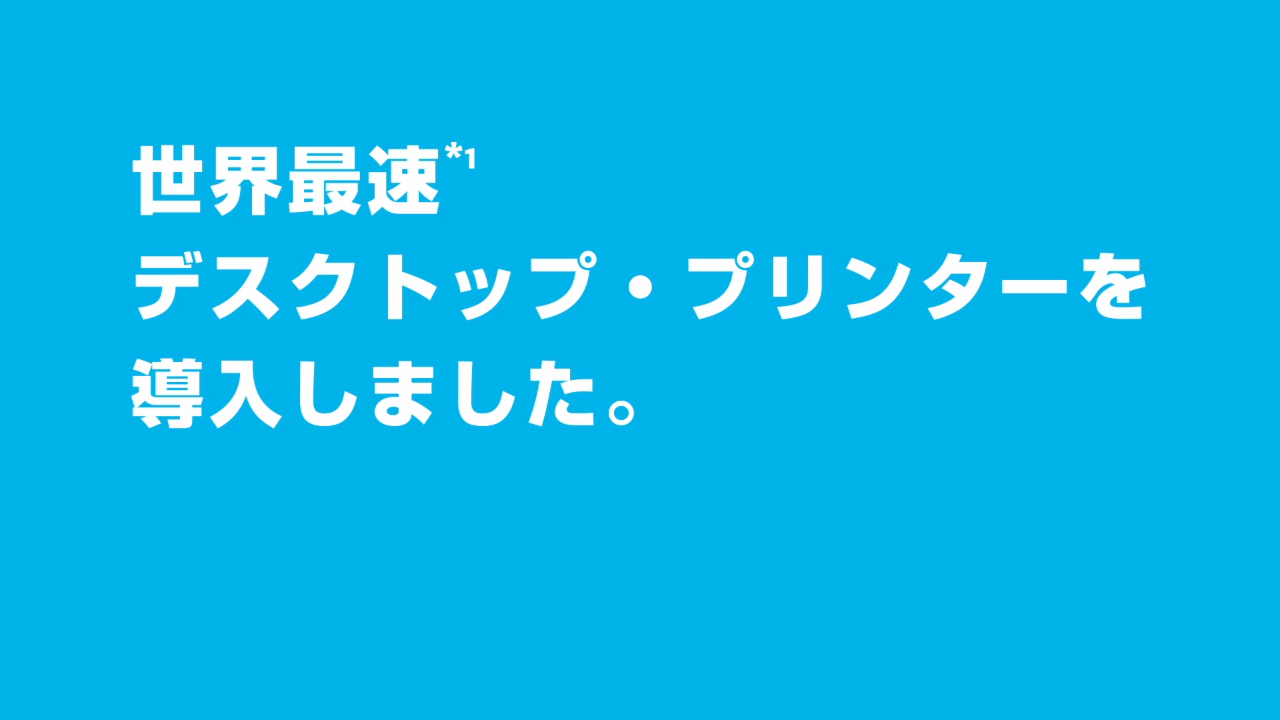 世界最速*1
デスクトップ・プリンターを
導入しました。